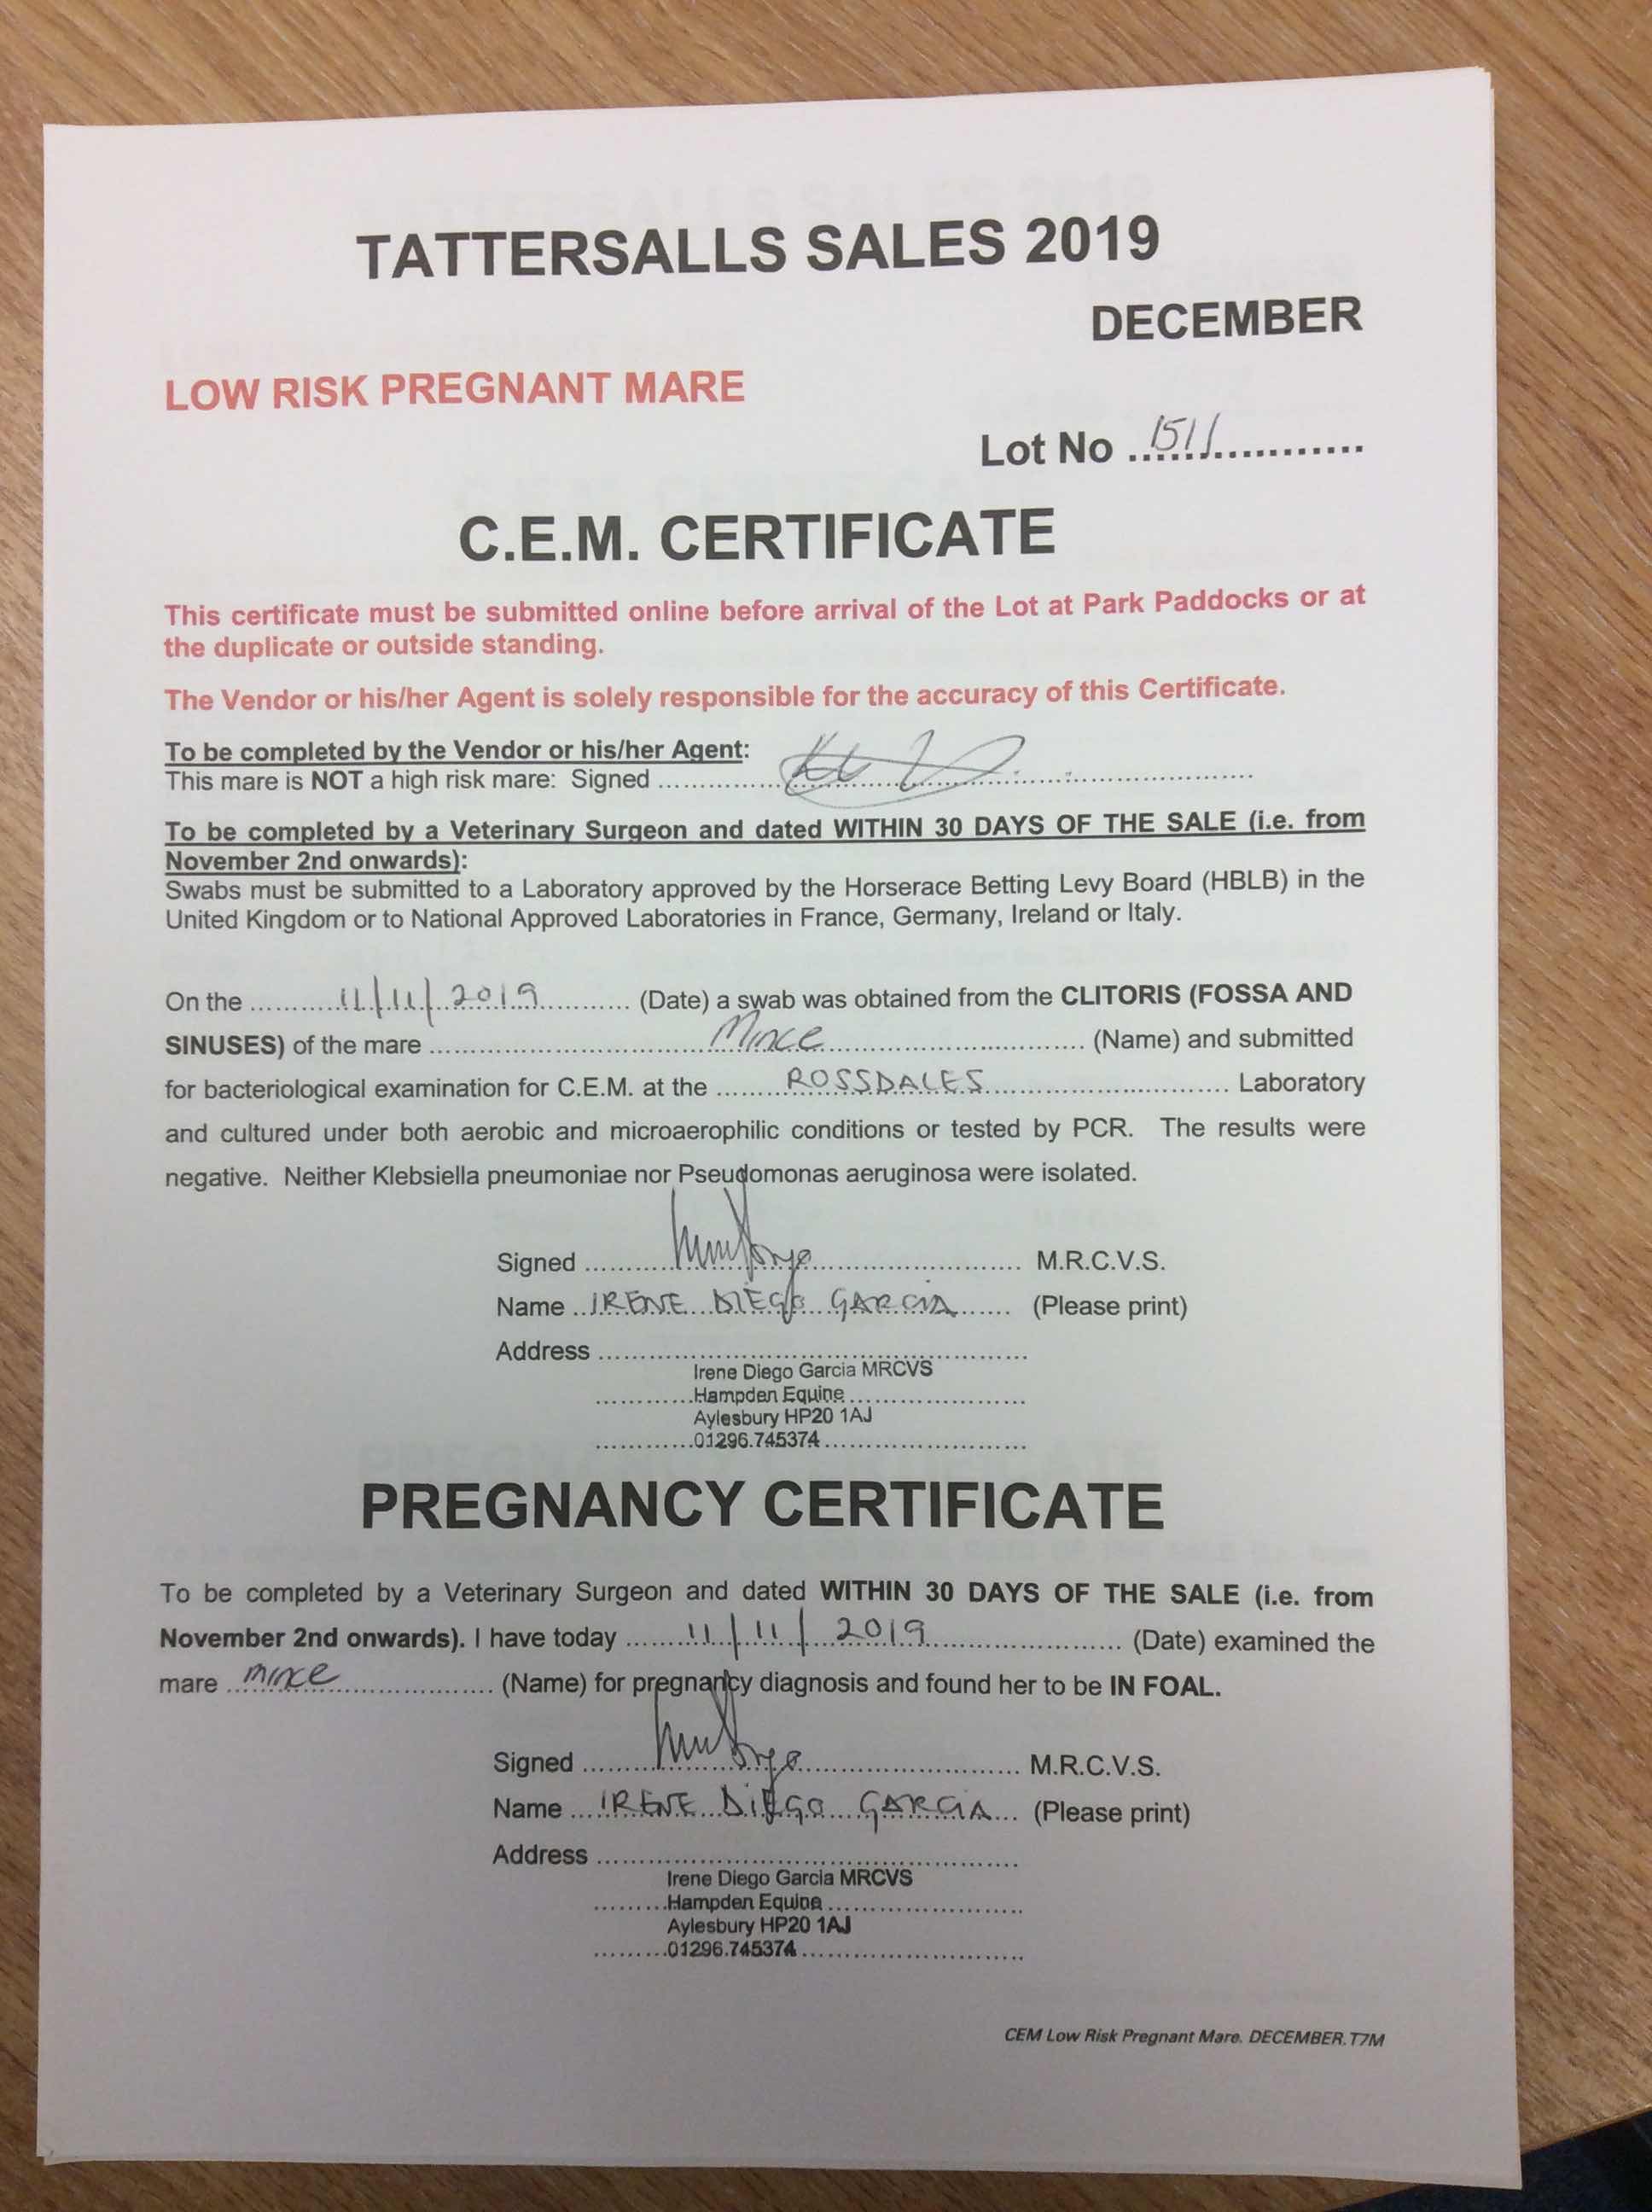 TATTERSALLS SALES 2019
DECEMBER
LOW RISK PREGNANT MARE
Lot No ...1511...............
C.E.M. CERTIFICATE
This certificate must be submitted online before arrival of the Lot at Park Paddocks or at
the duplicate or outside standing.
The Vendor or his/her Agent is solely responsible for the accuracy of this Certificate.
To be completed by the Vendor or his/her Agent:
This mare is NOT a high risk mare: Signed
To be completed by a Veterinary Surgeon and dated WITHIN 30 DAYS OF THE SALE (i.e. from
November 2nd onwards):
Swabs must be submitted to a Laboratory approved by the Horserace Betting Levy Board (HBLB) in the
United Kingdom or to National Approved Laboratories in France, Germany, Ireland or Italy.
On the 11/11/2019 (Date) a swab was obtained from the CLITORIS (FOSSA AND
SINUSES) of the mare Mince (Name) and submitted
for bacteriological examination for C.E.M. at the ROSSDALES Laboratory
and cultured under both aerobic and microaerophilic conditions or tested by PCR. The results were
negative. Neither Klebsiella pneumoniae nor Pseudomonas aeruginosa were isolated.
Signed M.R.C.V.S.
Name IRENE DIEGO GARCIA (Please print)
Address
Irene Diego Garcia MRCVS
Hampden Equine
Aylesbury HP20 1AJ
01296.745374
PREGNANCY CERTIFICATE
To be completed by a Veterinary Surgeon and dated WITHIN 30 DAYS OF THE SALE (i.e. from
November 2nd onwards). I have today 11/11/2019 (Date) examined the
mare mince (Name) for pregnancy diagnosis and found her to be IN FOAL.
Signed M.R.C.V.S.
Name IRENE DIEGO GARCIA (Please print)
Address
Irene Diego Garcia MRCVS
Hampden Equine
Aylesbury HP20 1AJ
01296.745374
CEM Low Risk Pregnant Mare. DECEMBER.T7M